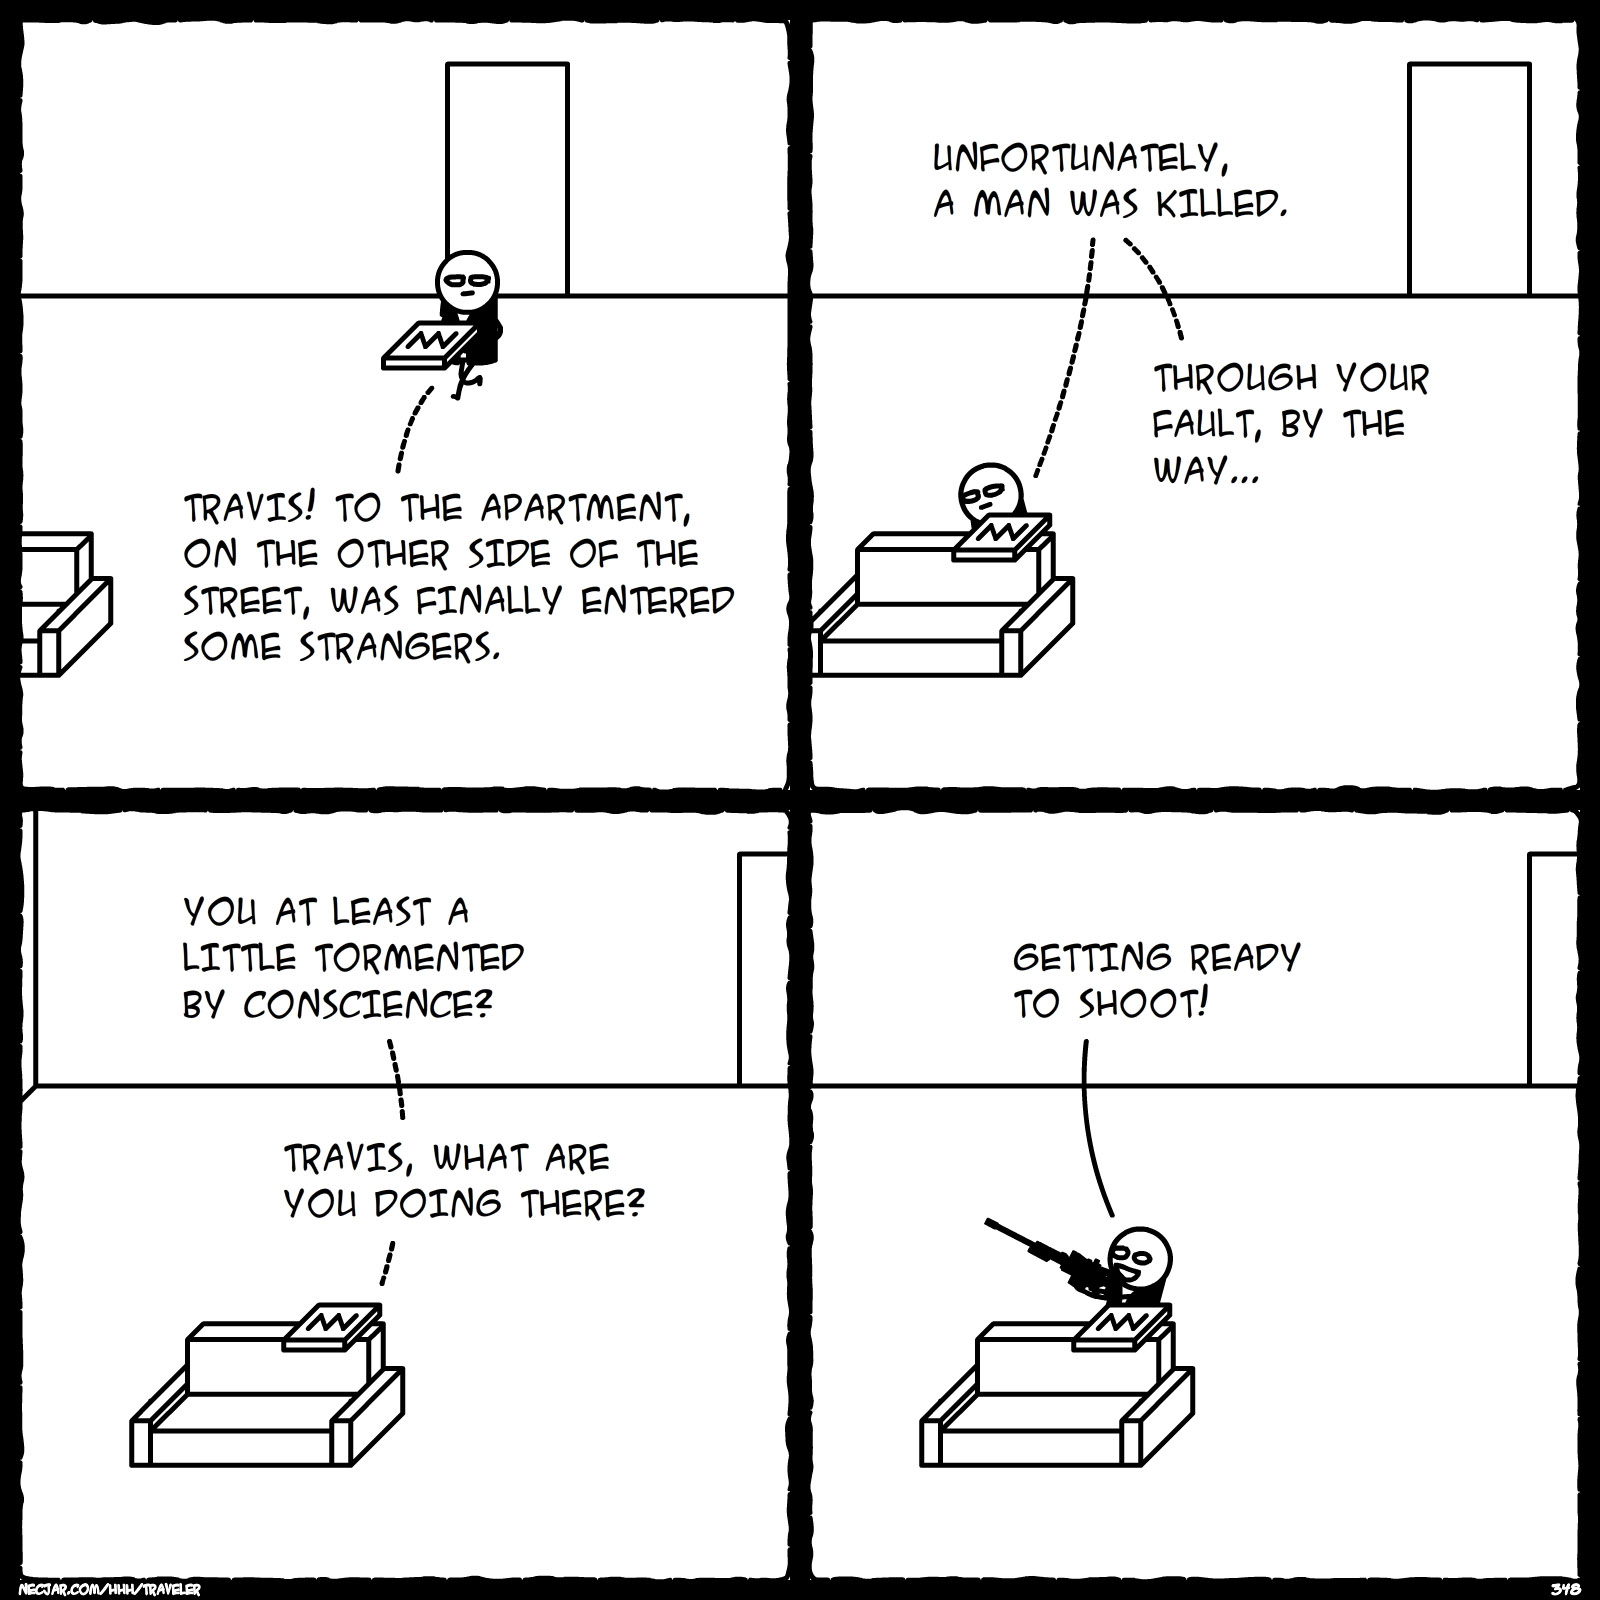 TRAVIS! TO THE APARTMENT,
ON THE OTHER SIDE OF THE
STREET, WAS FINALLY ENTERED
SOME STRANGERS.
UNFORTUNATELY,
A MAN WAS KILLED.
THROUGH YOUR
FAULT, BY THE
WAY...
YOU AT LEAST A
LITTLE TORMENTED
BY CONSCIENCE?
TRAVIS, WHAT ARE
YOU DOING THERE?
GETTING READY
TO SHOOT!
NECJAR.COM/HHH/TRAVELER
348